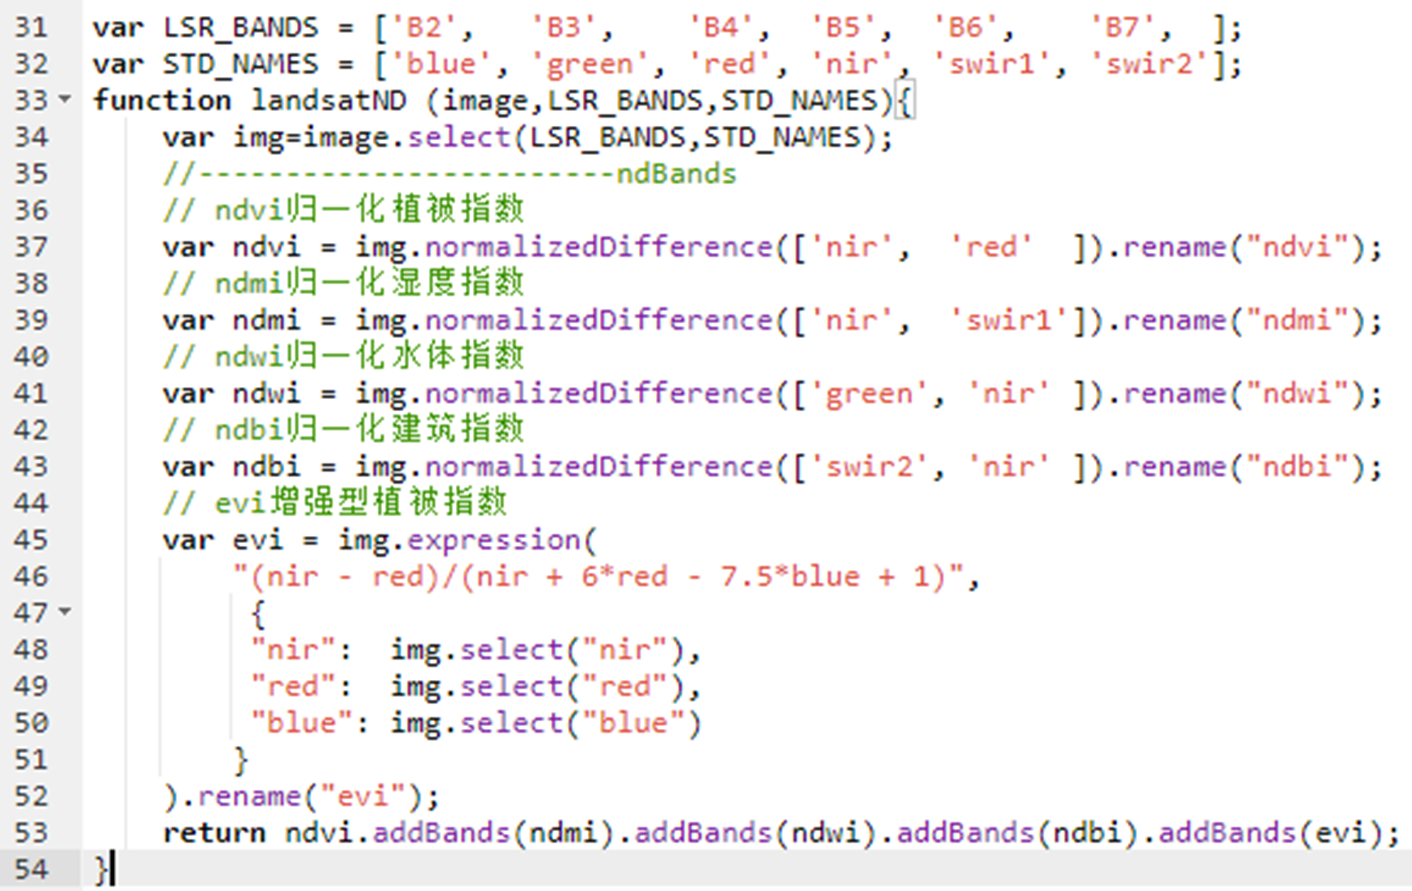 31 var LSR_BANDS = ['B2',   'B3',    'B4',  'B5',  'B6',    'B7',  ];
32 var STD_NAMES = ['blue', 'green', 'red', 'nir', 'swir1', 'swir2'];
33 function landsatND (image,LSR_BANDS,STD_NAMES){
34     var img=image.select(LSR_BANDS,STD_NAMES);
35     //------------------------ndBands
36     // ndvi归一化植被指数
37     var ndvi = img.normalizedDifference(['nir',  'red'  ]).rename("ndvi");
38     // ndmi归一化湿度指数
39     var ndmi = img.normalizedDifference(['nir',  'swir1']).rename("ndmi");
40     // ndwi归一化水体指数
41     var ndwi = img.normalizedDifference(['green', 'nir' ]).rename("ndwi");
42     // ndbi归一化建筑指数
43     var ndbi = img.normalizedDifference(['swir2', 'nir' ]).rename("ndbi");
44     // evi增强型植被指数
45     var evi = img.expression(
46         "(nir - red)/(nir + 6*red - 7.5*blue + 1)",
47          {
48          "nir":  img.select("nir"),
49          "red":  img.select("red"),
50          "blue": img.select("blue")
51         }
52     ).rename("evi");
53     return ndvi.addBands(ndmi).addBands(ndwi).addBands(ndbi).addBands(evi);
54 }